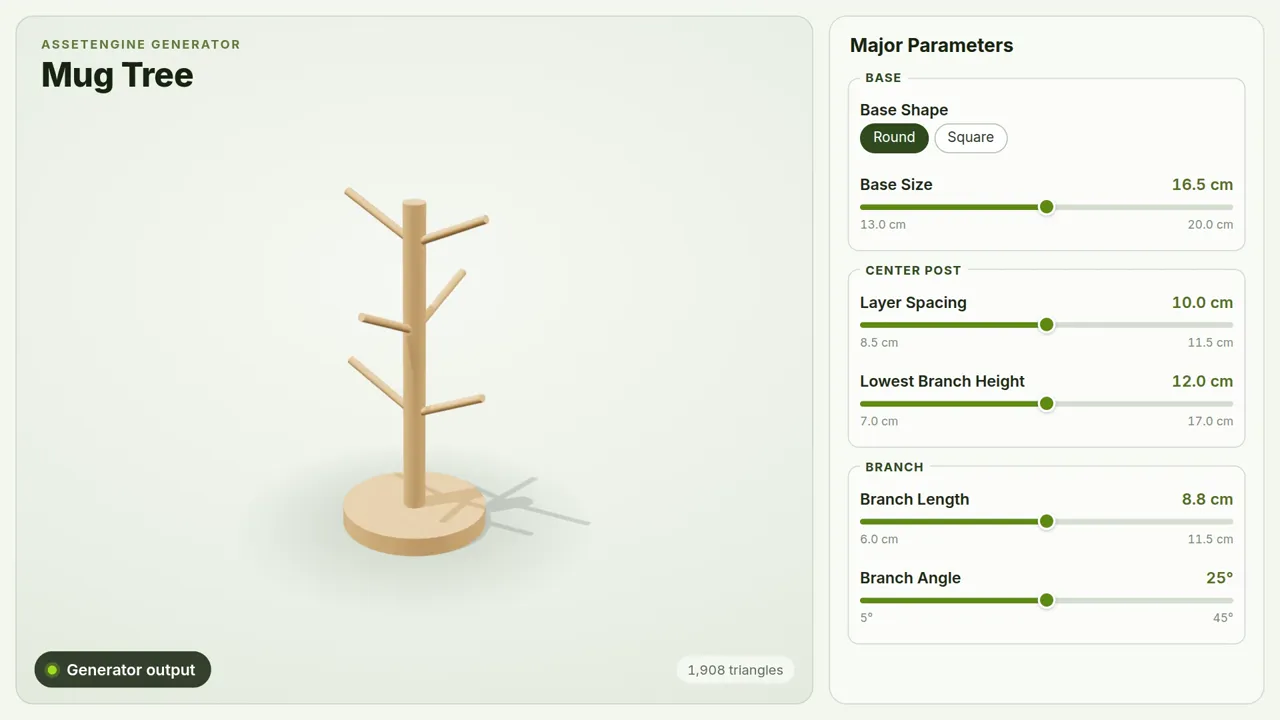 ASSETENGINE GENERATOR
Mug Tree
Generator output
1,908 triangles
Major Parameters
BASE
Base Shape
Round Square
Base Size 16.5 cm
13.0 cm 20.0 cm
CENTER POST
Layer Spacing 10.0 cm
8.5 cm 11.5 cm
Lowest Branch Height 12.0 cm
7.0 cm 17.0 cm
BRANCH
Branch Length 8.8 cm
6.0 cm 11.5 cm
Branch Angle 25°
5° 45°